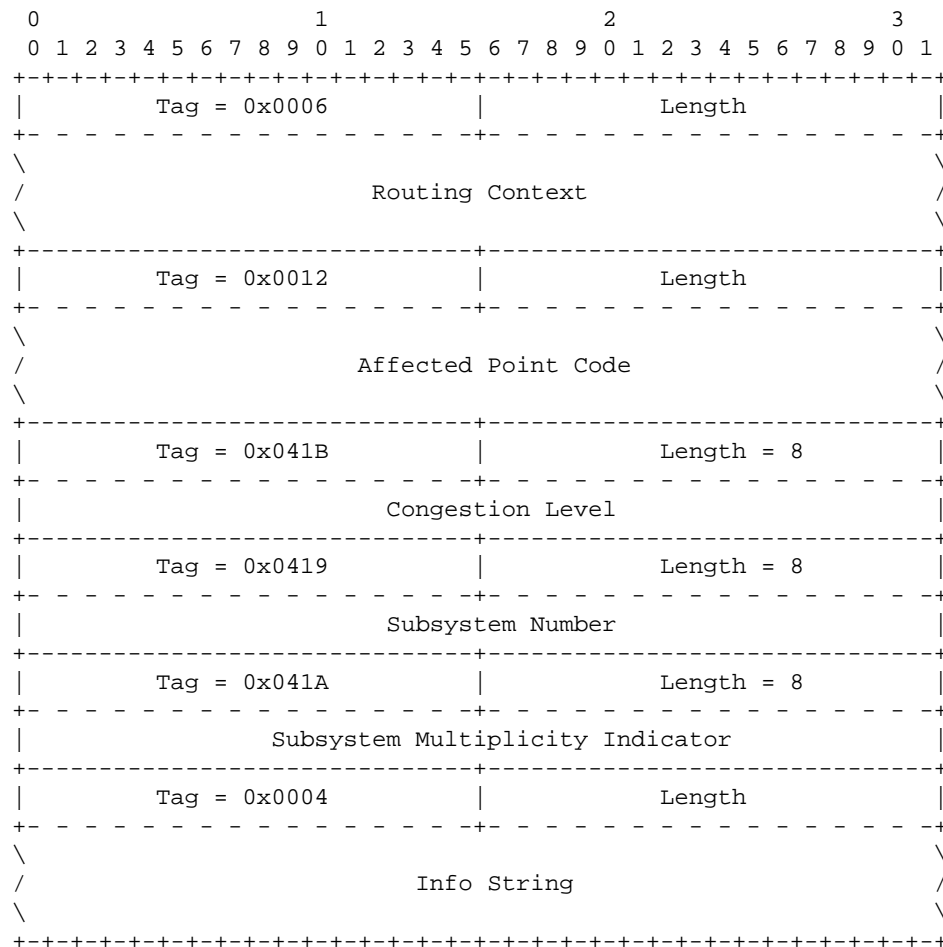 0                   1                   2                   3
 0 1 2 3 4 5 6 7 8 9 0 1 2 3 4 5 6 7 8 9 0 1 2 3 4 5 6 7 8 9 0 1
+-+-+-+-+-+-+-+-+-+-+-+-+-+-+-+-+-+-+-+-+-+-+-+-+-+-+-+-+-+-+-+-+
|         Tag = 0x0006          |            Length             |
+- - - - - - - - - - - - - - - -+- - - - - - - - - - - - - - - -+
\                                                               \
/                        Routing Context                        /
\                                                               \
+-------------------------------+-------------------------------+
|         Tag = 0x0012          |            Length             |
+- - - - - - - - - - - - - - - -+- - - - - - - - - - - - - - - -+
\                                                               \
/                       Affected Point Code                     /
\                                                               \
+-------------------------------+-------------------------------+
|         Tag = 0x041B          |            Length = 8         |
+- - - - - - - - - - - - - - - -+- - - - - - - - - - - - - - - -+
|                         Congestion Level                      |
+-------------------------------+-------------------------------+
|         Tag = 0x0419          |            Length = 8         |
+- - - - - - - - - - - - - - - -+- - - - - - - - - - - - - - - -+
|                         Subsystem Number                      |
+-------------------------------+-------------------------------+
|         Tag = 0x041A          |            Length = 8         |
+- - - - - - - - - - - - - - - -+- - - - - - - - - - - - - - - -+
|                 Subsystem Multiplicity Indicator              |
+-------------------------------+-------------------------------+
|         Tag = 0x0004          |            Length             |
+- - - - - - - - - - - - - - - -+- - - - - - - - - - - - - - - -+
\                                                               \
/                           Info String                         /
\                                                               \
+-+-+-+-+-+-+-+-+-+-+-+-+-+-+-+-+-+-+-+-+-+-+-+-+-+-+-+-+-+-+-+-+